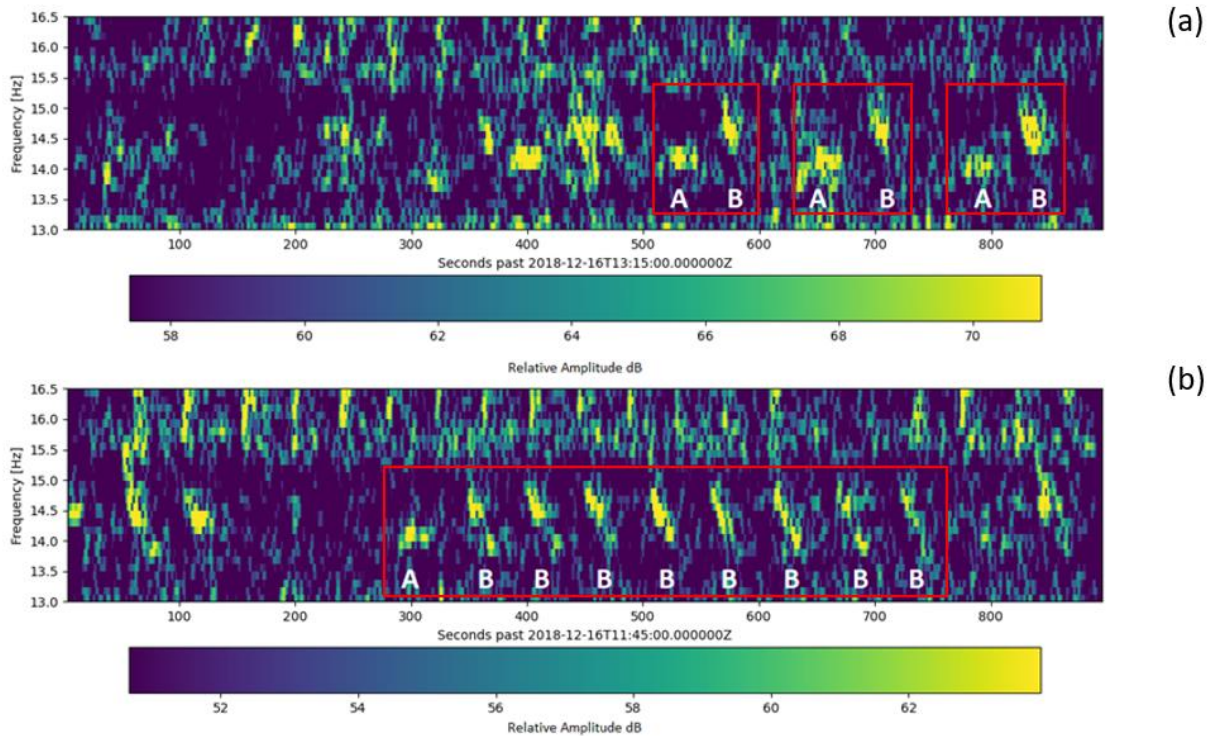 (a)
16.5
16.0
15.5
15.0
14.5
14.0
13.5
13.0
Frequency [Hz]
A B A B A B
100 200 300 400 500 600 700 800
Seconds past 2018-12-16T13:15:00.000000Z
58 60 62 64 66 68 70
Relative Amplitude dB
(b)
16.5
16.0
15.5
15.0
14.5
14.0
13.5
13.0
Frequency [Hz]
A B B B B B B B B
100 200 300 400 500 600 700 800
Seconds past 2018-12-16T11:45:00.000000Z
52 54 56 58 60 62
Relative Amplitude dB